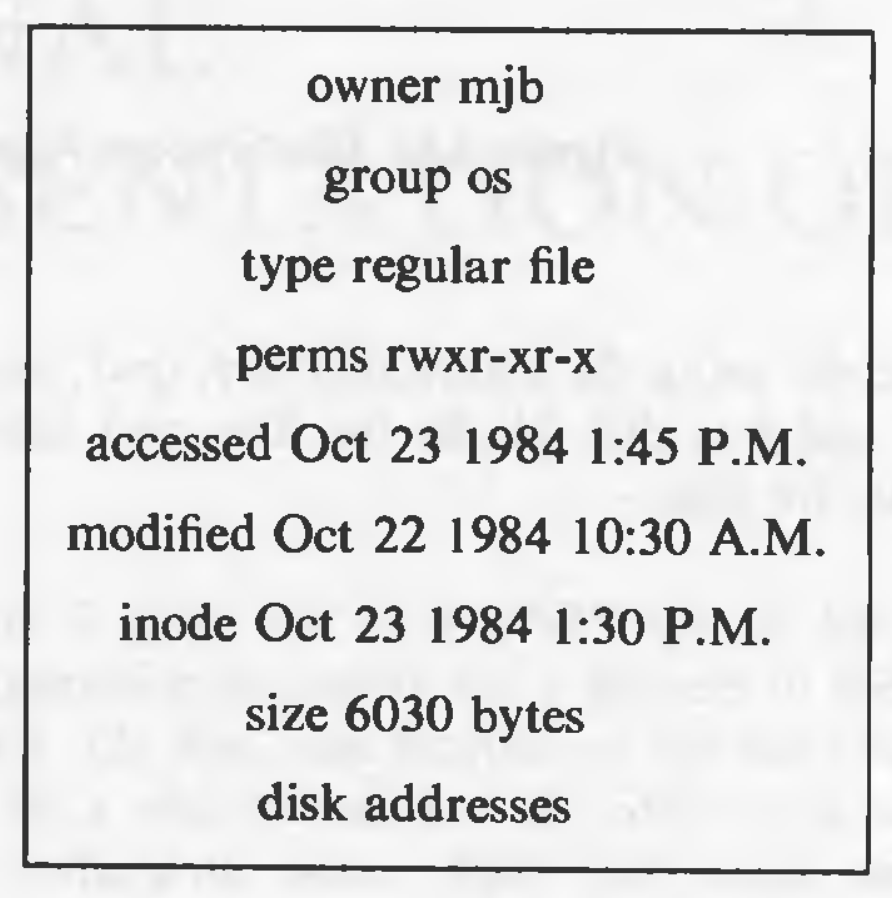 owner mjb
group os
type regular file
perms rwxr-xr-x
accessed Oct 23 1984 1:45 P.M.
modified Oct 22 1984 10:30 A.M.
inode Oct 23 1984 1:30 P.M.
size 6030 bytes
disk addresses